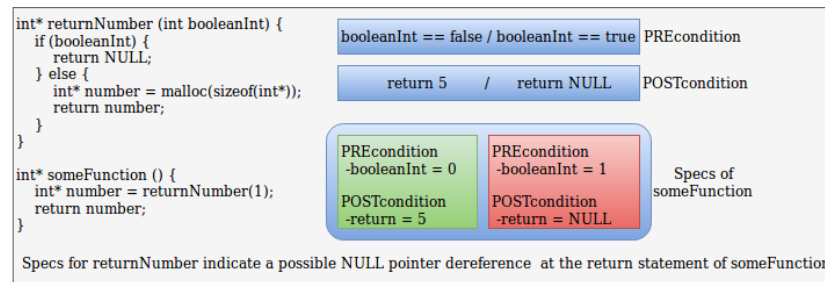 int* returnNumber (int booleanInt) {
if (booleanInt) {
return NULL;
} else {
int* number = malloc(sizeof(int*));
return number;
}
}
int* someFunction () {
int* number = returnNumber(1);
return number;
}
booleanInt == false / booleanInt == true PREcondition
return 5 / return NULL POSTcondition
PREcondition
-booleanInt = 0
POSTcondition
-return = 5
PREcondition
-booleanInt = 1
POSTcondition
-return = NULL
Specs of
someFunction
Specs for returnNumber indicate a possible NULL pointer dereference at the return statement of someFunction